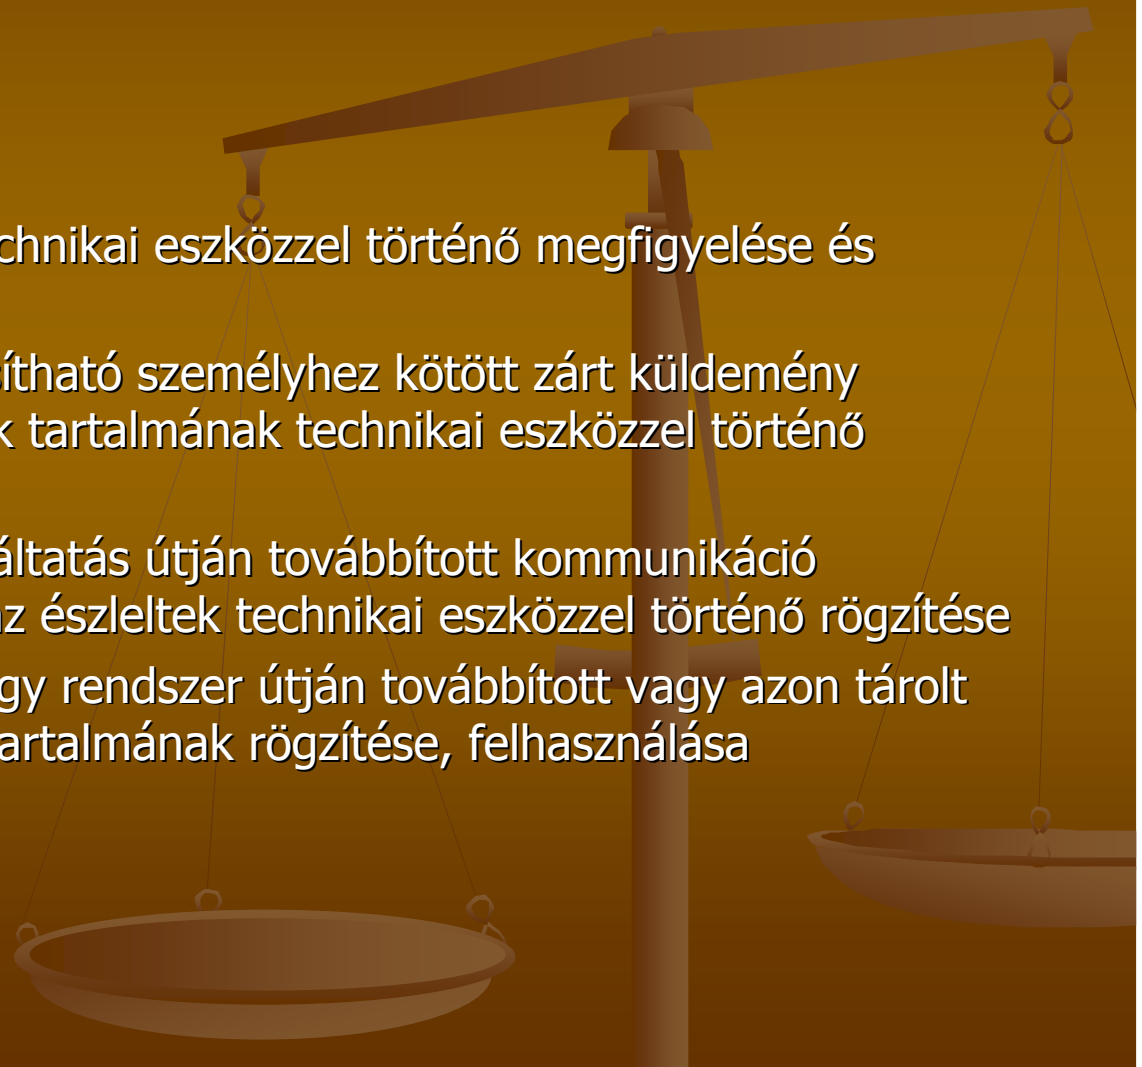 chnikai eszközzel történő megfigyelése és
ítható személyhez kötött zárt küldemény
k tartalmának technikai eszközzel történő
áltatás útján továbbított kommunikáció
az észleltek technikai eszközzel történő rögzítése
gy rendszer útján továbbított vagy azon tárolt
tartalmának rögzítése, felhasználása